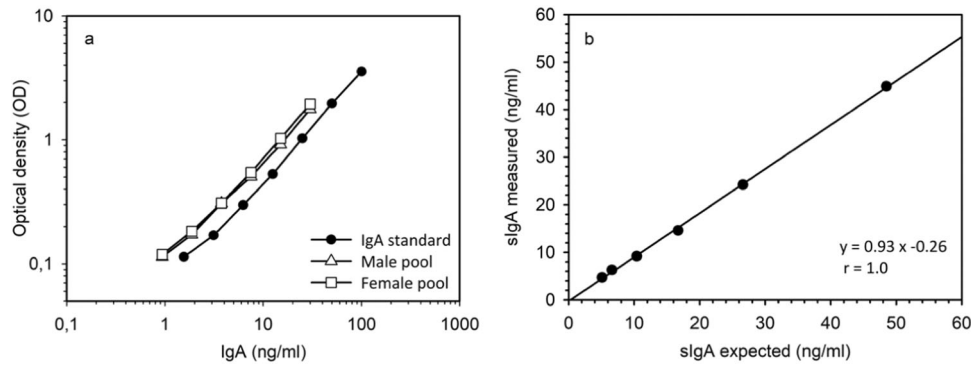 a
Optical density (OD)
10
1
0,1
0,1 1 10 100 1000
IgA (ng/ml)
IgA standard
Male pool
Female pool
b
sIgA measured (ng/ml)
60
50
40
30
20
10
0
0 10 20 30 40 50 60
sIgA expected (ng/ml)
y = 0.93 x -0.26
r = 1.0